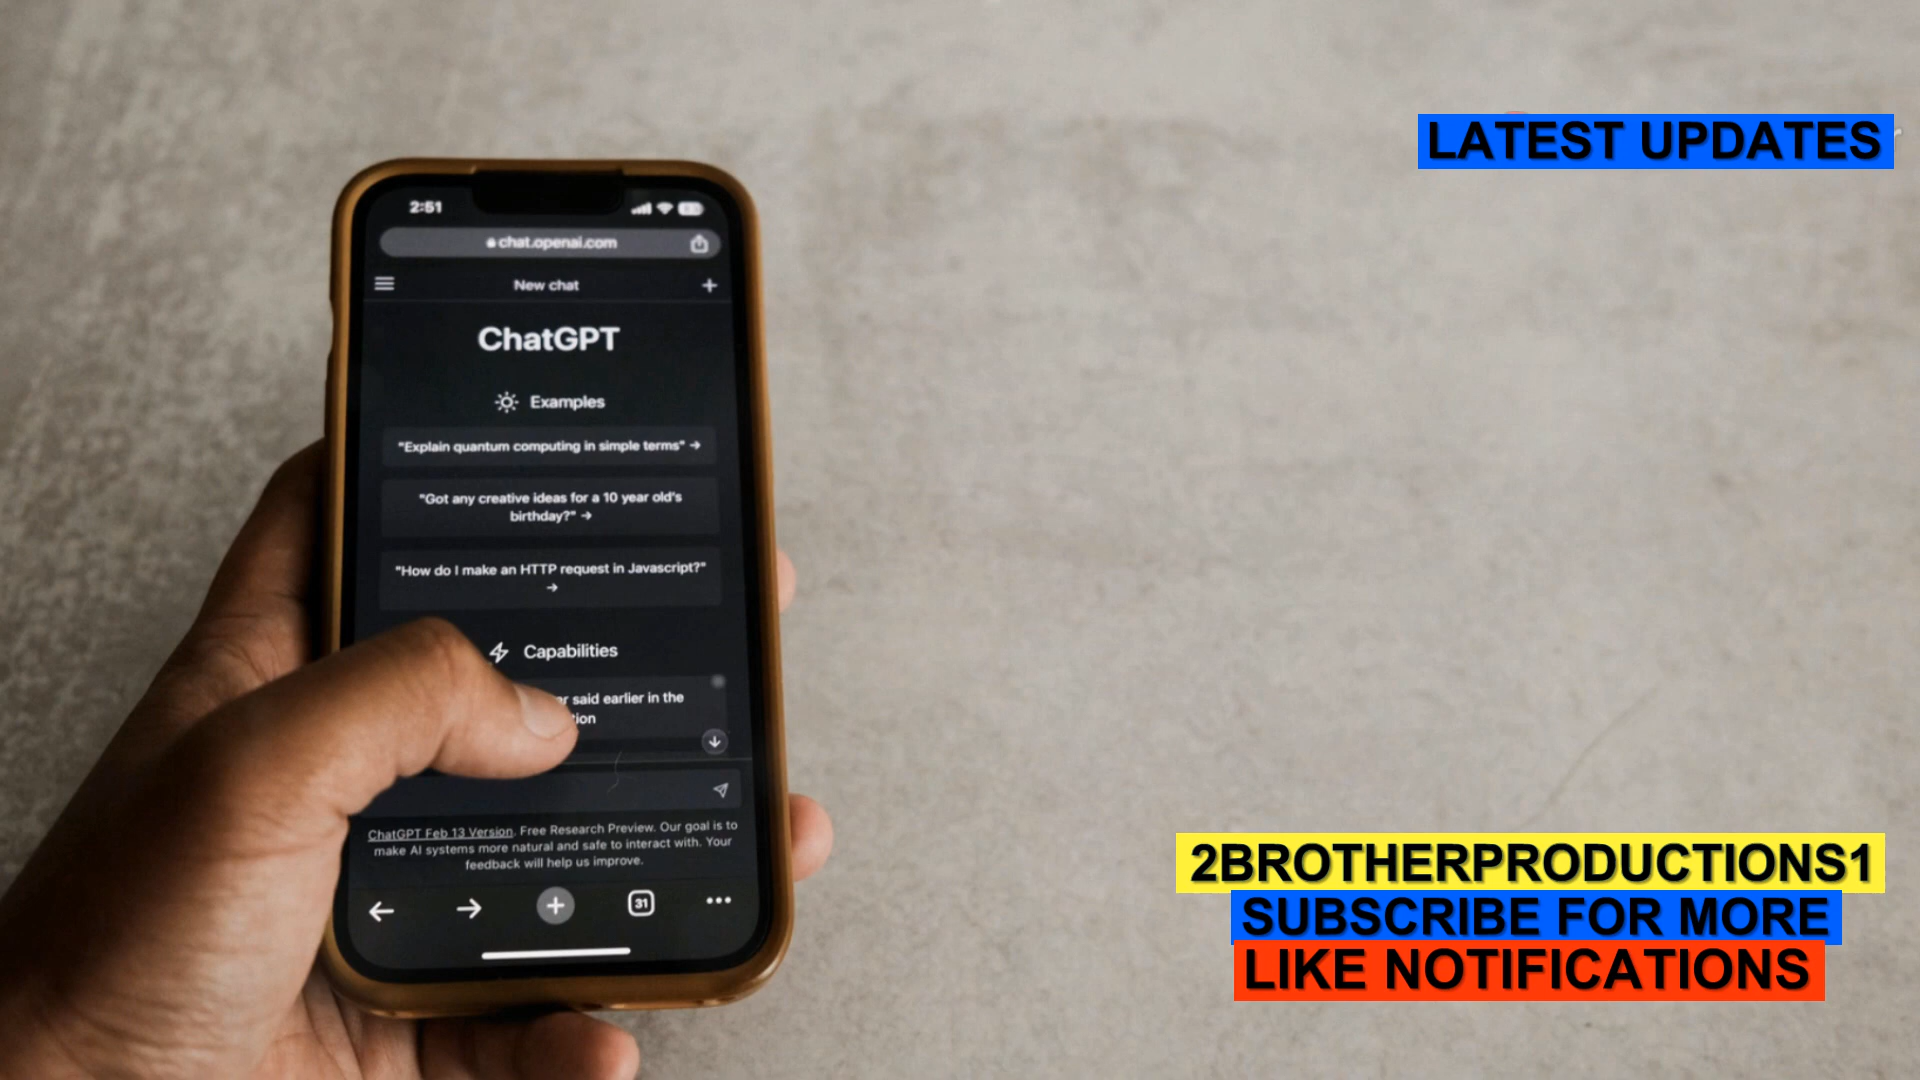 LATEST UPDATES
2:51
chat.openai.com
New chat
ChatGPT
Examples
"Explain quantum computing in simple terms" →
"Got any creative ideas for a 10 year old's
birthday?" →
"How do I make an HTTP request in Javascript?"
→
Capabilities
said earlier in the
ChatGPT Feb 13 Version. Free Research Preview. Our goal is to
make AI systems more natural and safe to interact with. Your
feedback will help us improve.
31
2BROTHERPRODUCTIONS1
SUBSCRIBE FOR MORE
LIKE NOTIFICATIONS